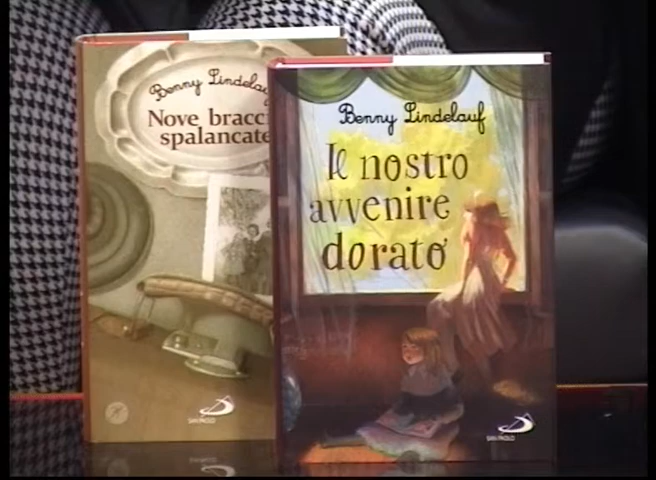 Benny Lindelauf
Nove bracci
spalancate
SAN PAOLO
Benny Lindelauf
Il nostro
avvenire
dorato
SAN PAOLO